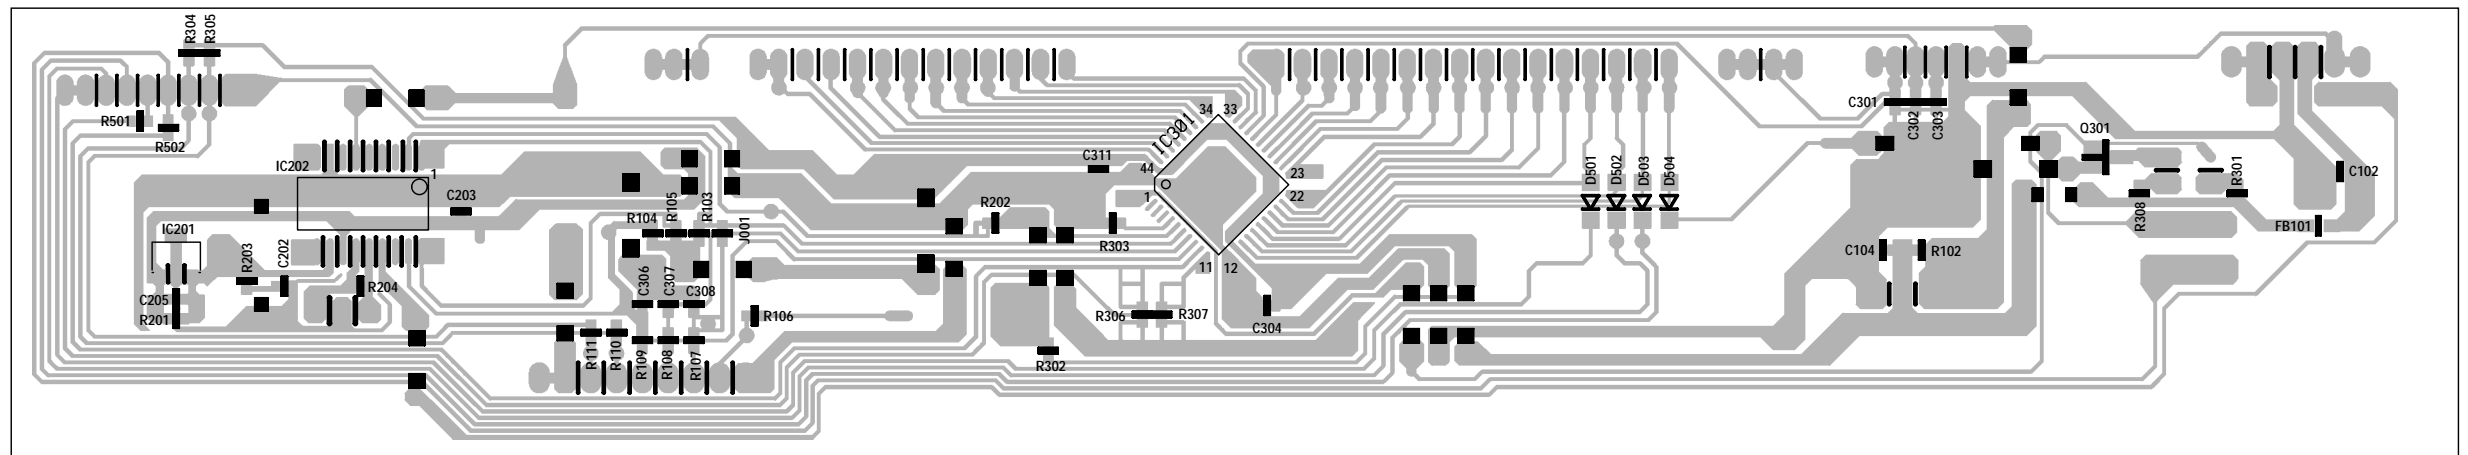 R304
R305
R501
R502
IC202
1
C203
IC201
R203
C202
C205
R201
R204
R104
R105
R103
J001
C306
C307
C308
R106
R111
R110
R109
R108
R107
R202
C311
R303
R302
R306
R307
IC301
34
33
44
1
23
22
11
12
C304
D501
D502
D503
D504
C301
C302
C303
C104
R102
Q301
R308
R301
C102
FB101